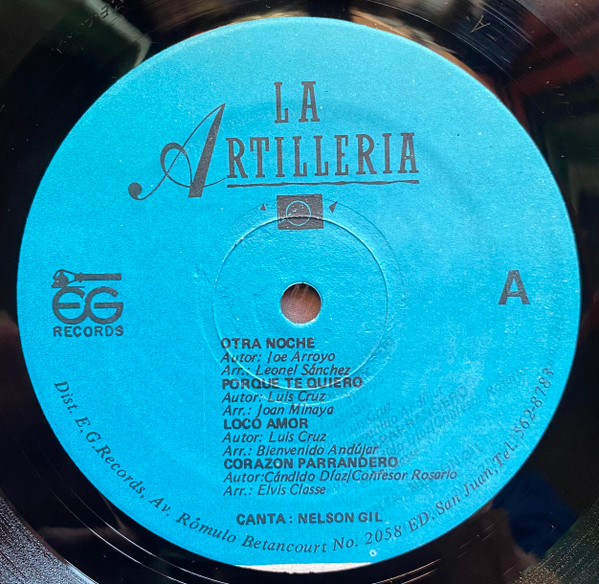 LA
ARTILLERIA
EG
RECORDS
A
OTRA NOCHE
Autor: Joe Arroyo
Arr.: Leonel Sánchez
PORQUE TE QUIERO
Autor: Luis Cruz
Arr.: Joan Minaya
LOCO AMOR
Autor: Luis Cruz
Arr.: Bienvenido Andújar
CORAZON PARRANDERO
Autor:Cándido Díaz/Confesor Rosario
Arr.: Elvis Classe
CANTA: NELSON GIL
Dist. E.G.Records, Av. Rómulo Betancourt No. 2058 ED. San Juan, Tel. 562-8783